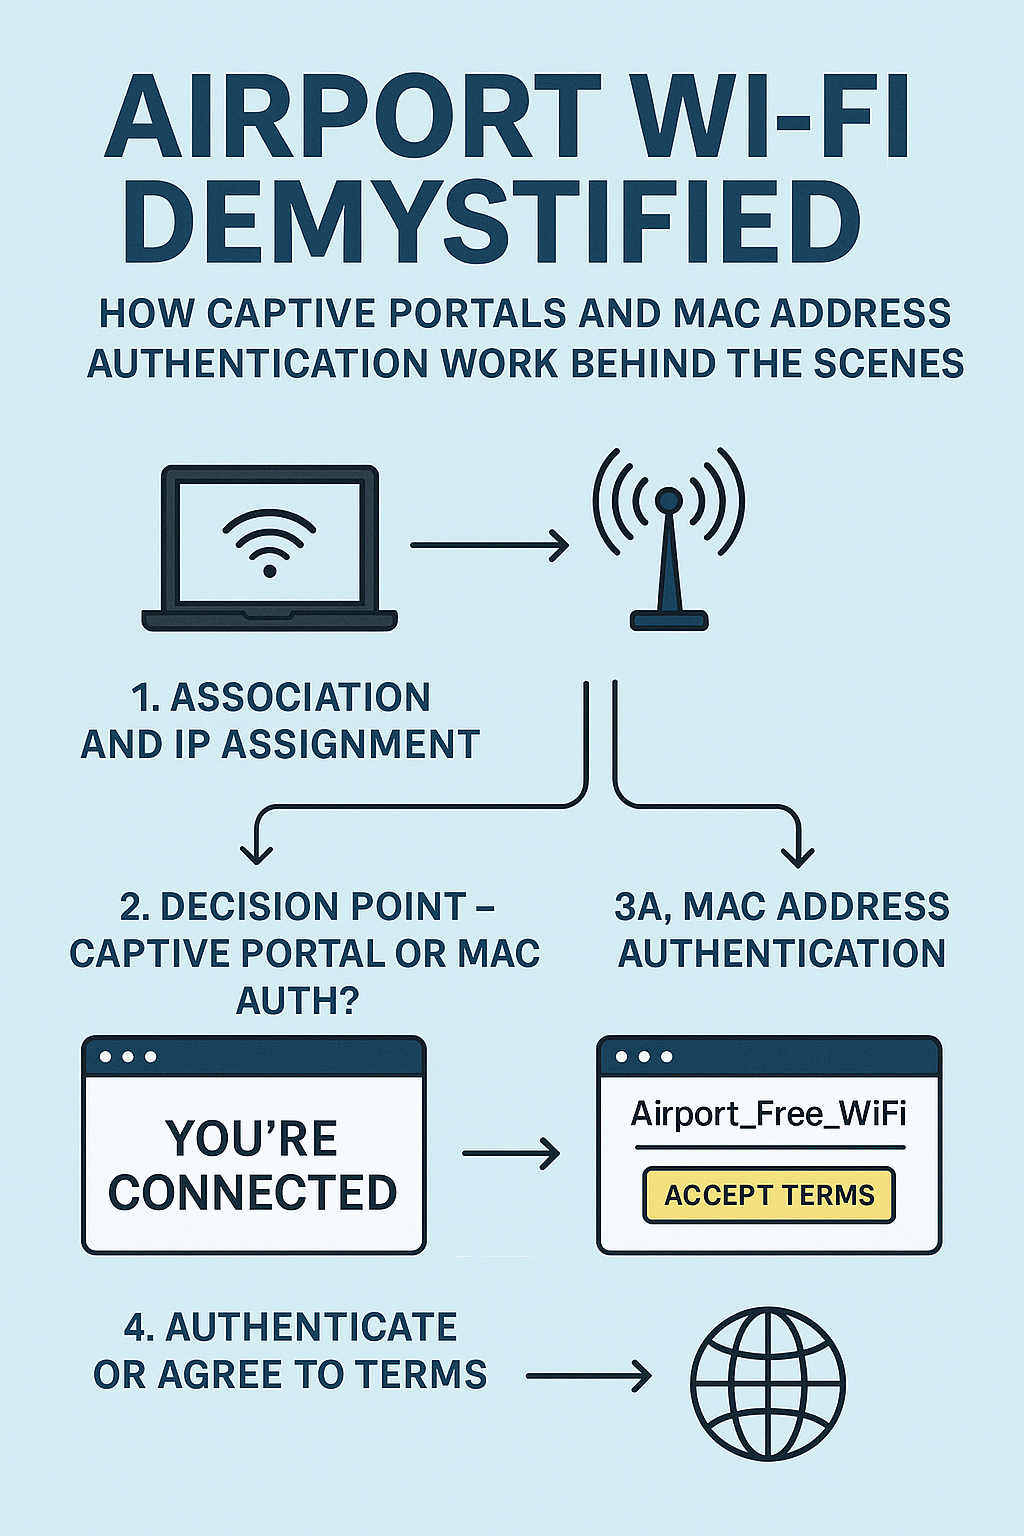 AIRPORT WI-FI
DEMYSTIFIED
HOW CAPTIVE PORTALS AND MAC ADDRESS
AUTHENTICATION WORK BEHIND THE SCENES
1. ASSOCIATION
AND IP ASSIGNMENT
2. DECISION POINT –
CAPTIVE PORTAL OR MAC
AUTH?
3A, MAC ADDRESS
AUTHENTICATION
YOU’RE
CONNECTED
Airport_Free_WiFi
ACCEPT TERMS
4. AUTHENTICATE
OR AGREE TO TERMS